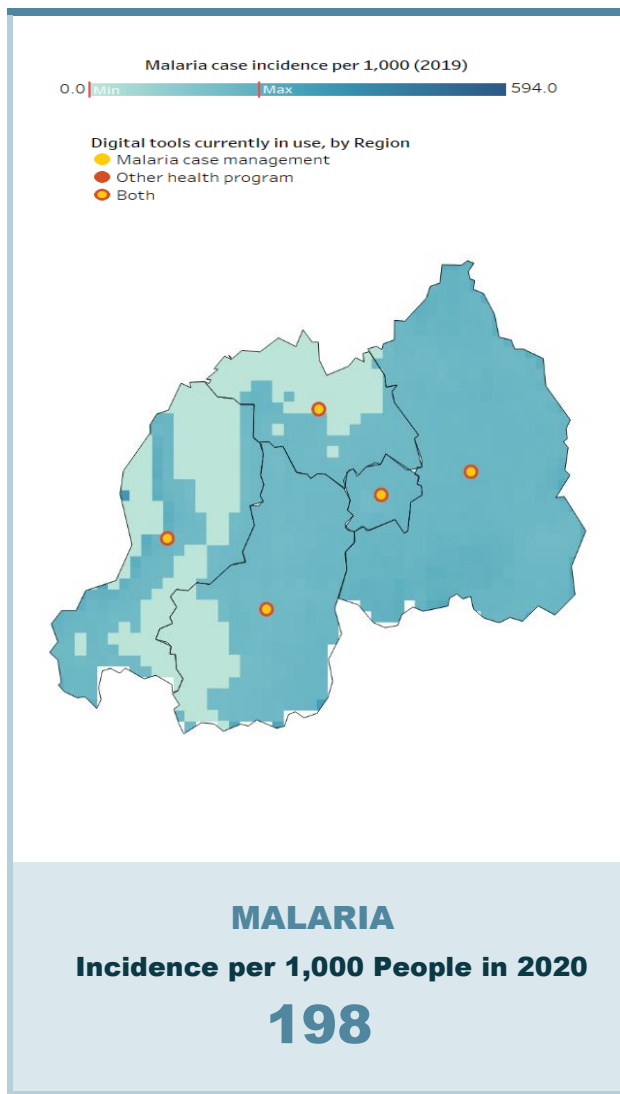 Malaria case incidence per 1,000 (2019)
0.0 Min Max 594.0
Digital tools currently in use, by Region
Malaria case management
Other health program
Both
MALARIA
Incidence per 1,000 People in 2020
198